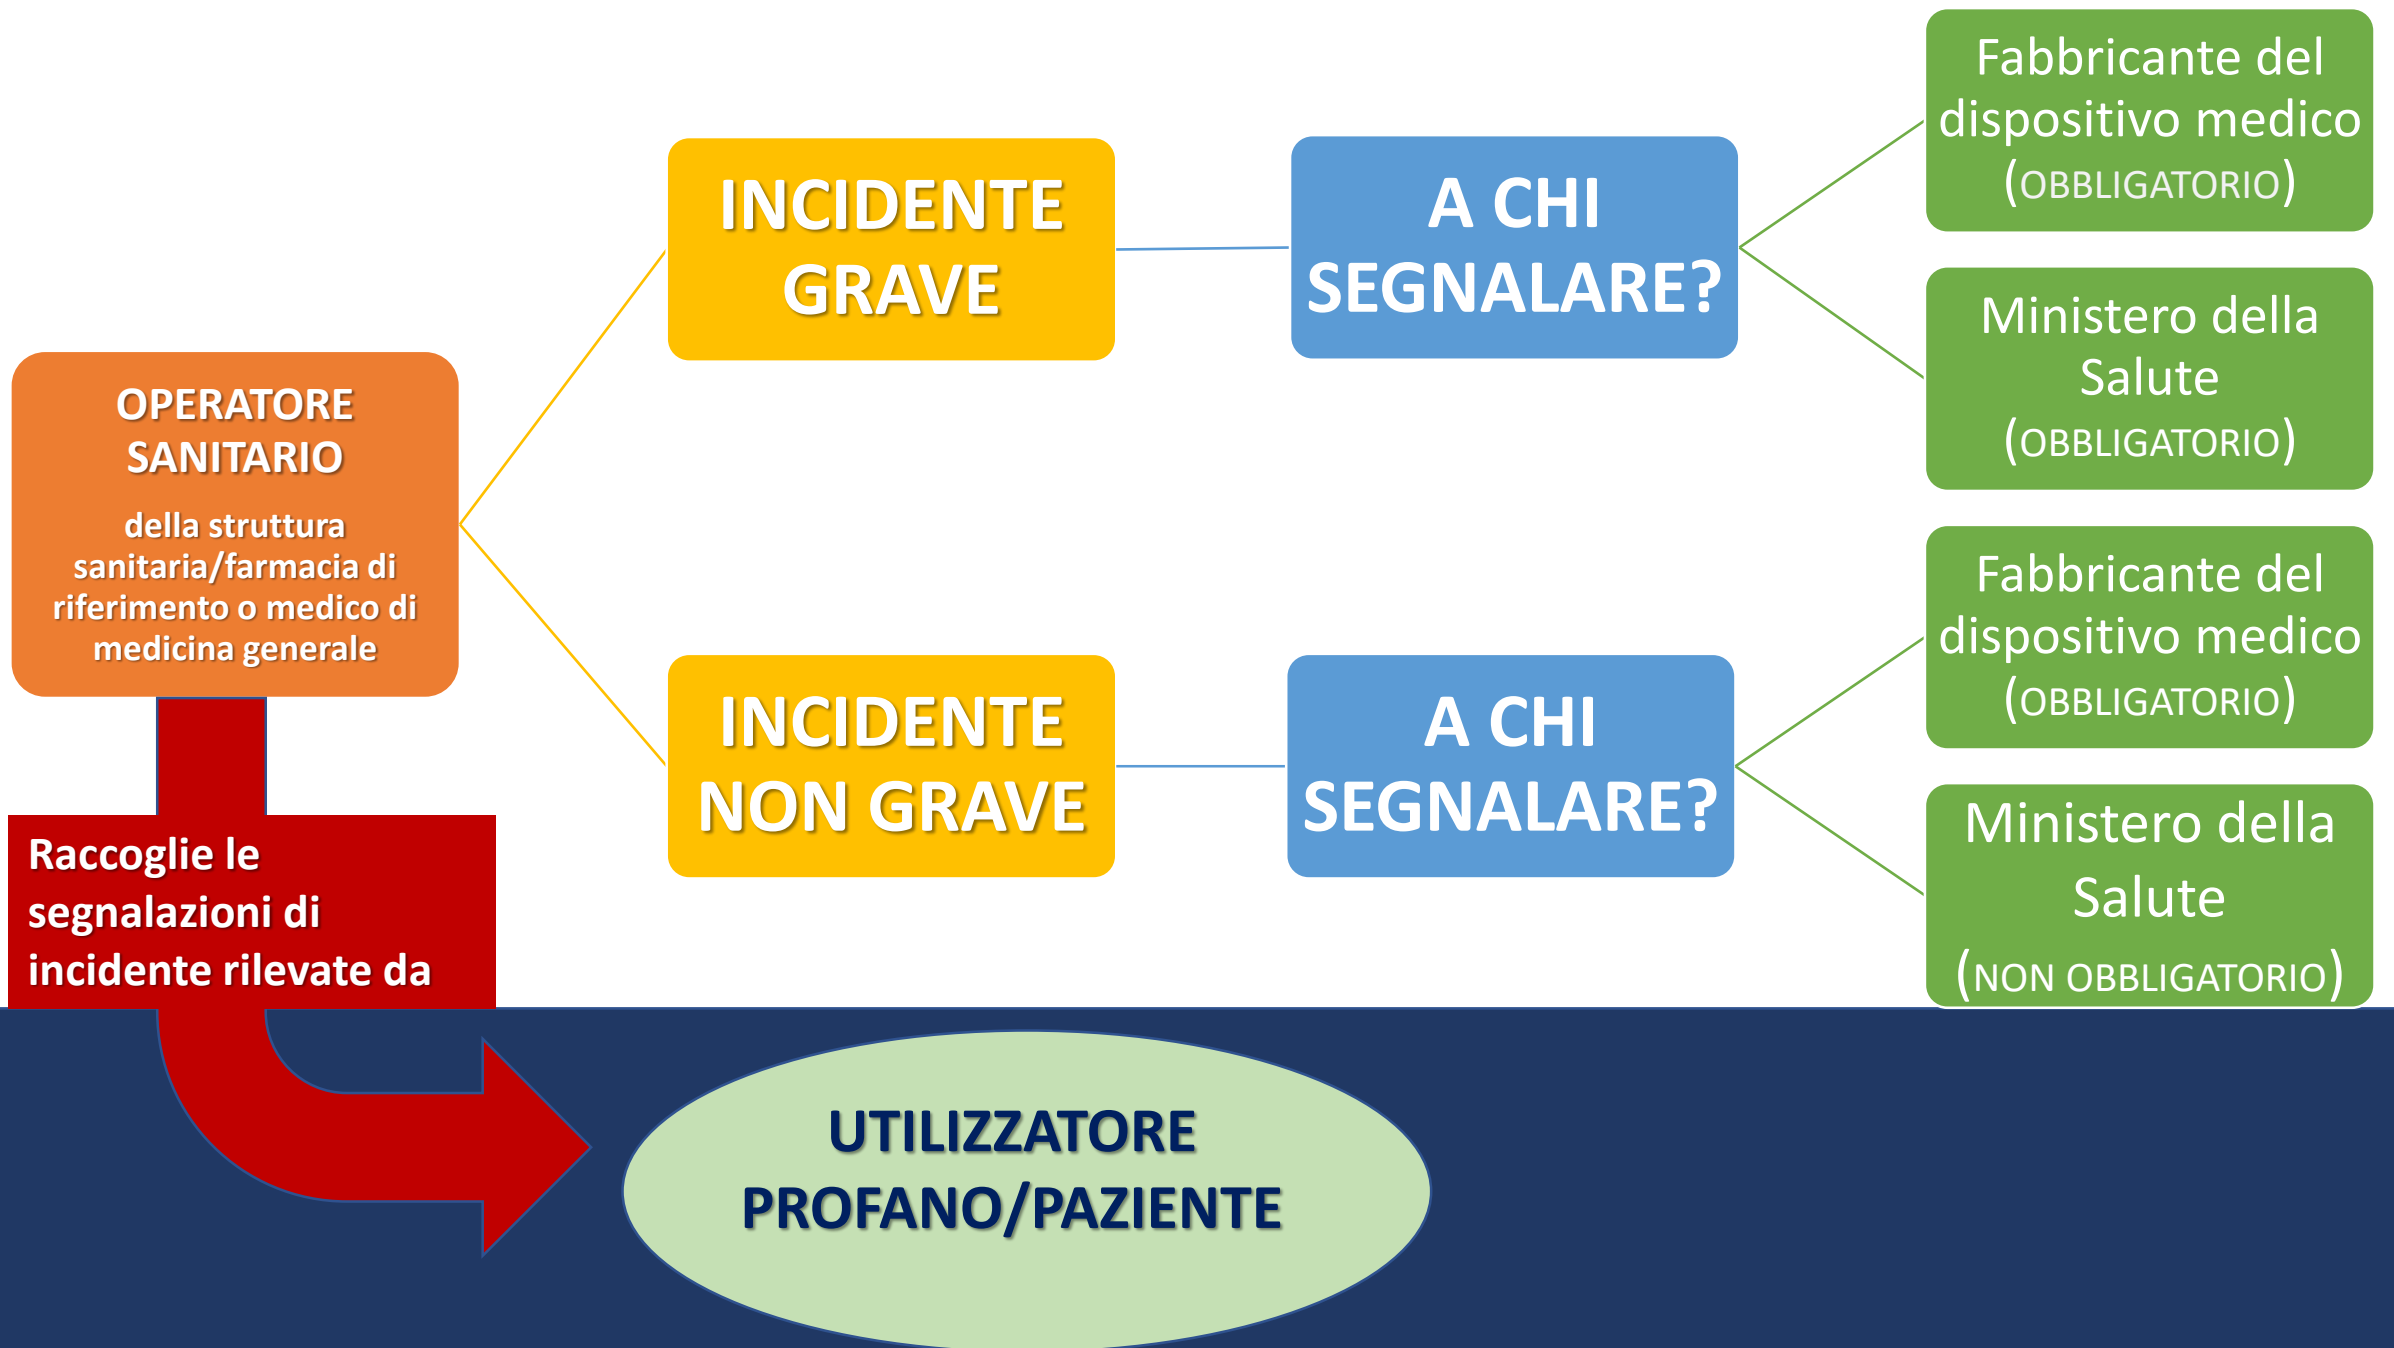 OPERATORE
SANITARIO
della struttura
sanitaria/farmacia di
riferimento o medico di
medicina generale
INCIDENTE
GRAVE
A CHI
SEGNALARE?
Fabbricante del
dispositivo medico
(OBBLIGATORIO)
Ministero della
Salute
(OBBLIGATORIO)
INCIDENTE
NON GRAVE
A CHI
SEGNALARE?
Fabbricante del
dispositivo medico
(OBBLIGATORIO)
Ministero della
Salute
(NON OBBLIGATORIO)
Raccoglie le
segnalazioni di
incidente rilevate da
UTILIZZATORE
PROFANO/PAZIENTE